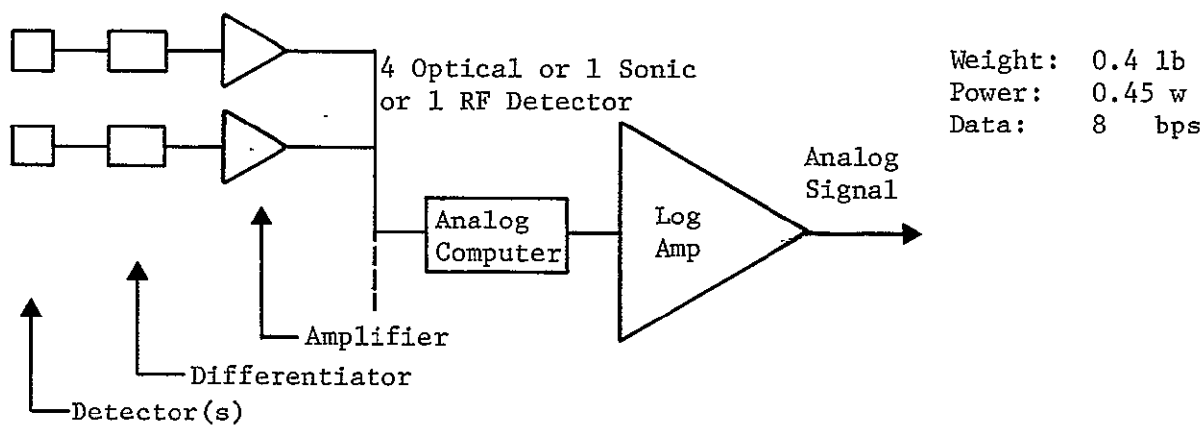 4 Optical or 1 Sonic
or 1 RF Detector
Weight: 0.4 lb
Power: 0.45 w
Data: 8 bps
Analog
Signal
Analog
Computer
Log
Amp
Amplifier
Differentiator
Detector(s)